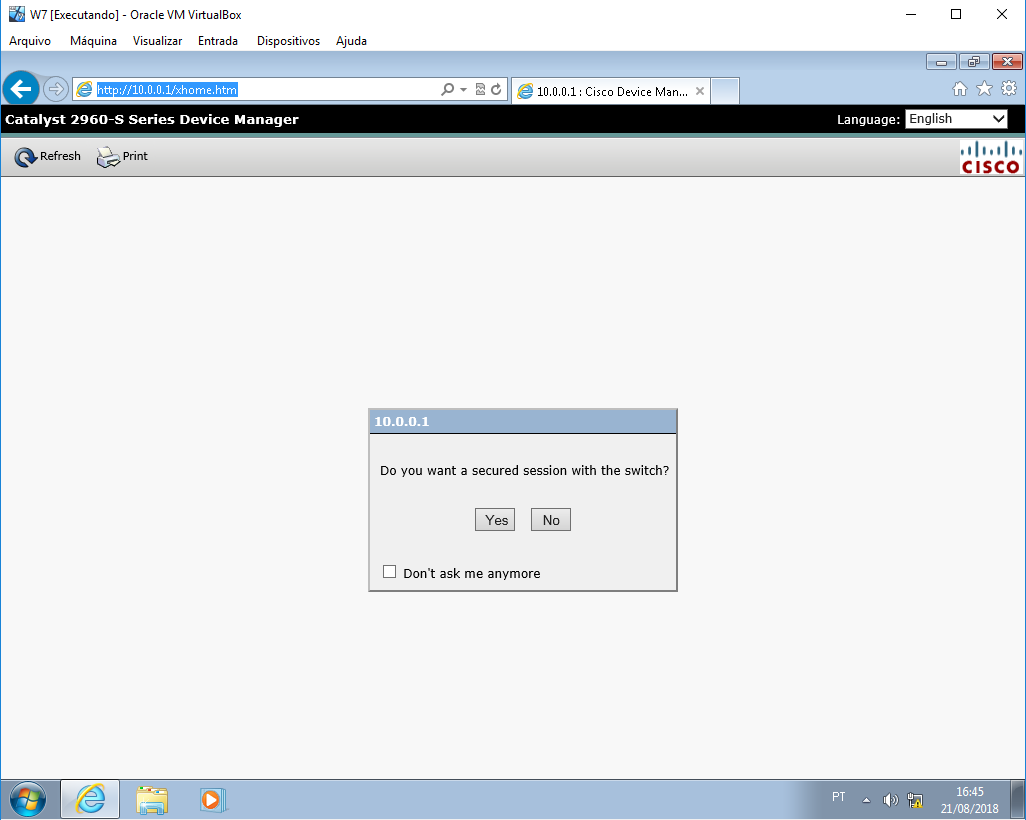 W7 [Executando] - Oracle VM VirtualBox
Arquivo Máquina Visualizar Entrada Dispositivos Ajuda
http://10.0.0.1/xhome.htm 10.0.0.1 : Cisco Device Man...
Catalyst 2960-S Series Device Manager Language: English
Refresh Print CISCO
10.0.0.1
Do you want a secured session with the switch?
Yes No
Don't ask me anymore
PT 16:45
21/08/2018